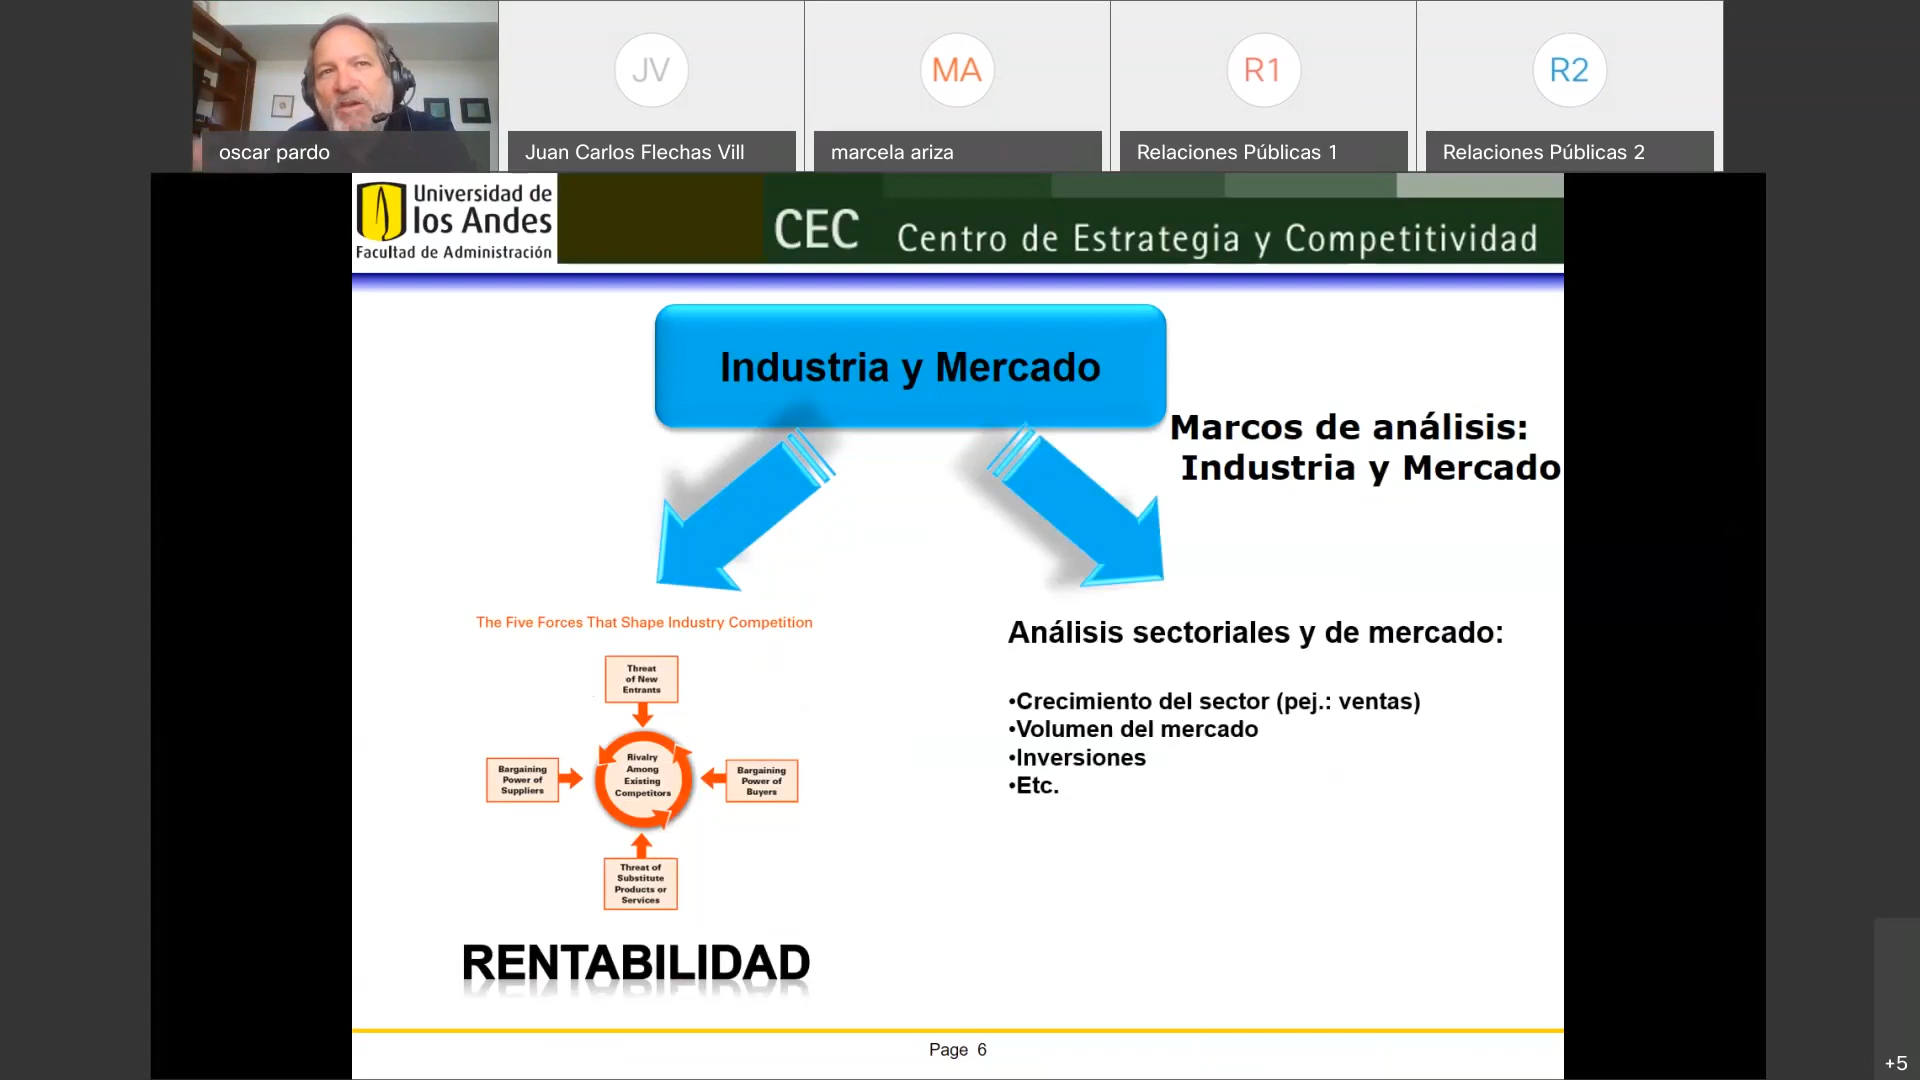 JV
MA
R1
R2
oscar pardo
Juan Carlos Flechas Vill
marcela ariza
Relaciones Públicas 1
Relaciones Públicas 2
Universidad de
los Andes
Facultad de Administración
CEC Centro de Estrategia y Competitividad
Industria y Mercado
Marcos de análisis:
Industria y Mercado
The Five Forces That Shape Industry Competition
Threat
of New
Entrants
Bargaining
Power of
Suppliers
Rivalry
Among
Existing
Competitors
Bargaining
Power of
Buyers
Threat of
Substitute
Products or
Services
RENTABILIDAD
Análisis sectoriales y de mercado:
•Crecimiento del sector (pej.: ventas)
•Volumen del mercado
•Inversiones
•Etc.
Page 6
+5